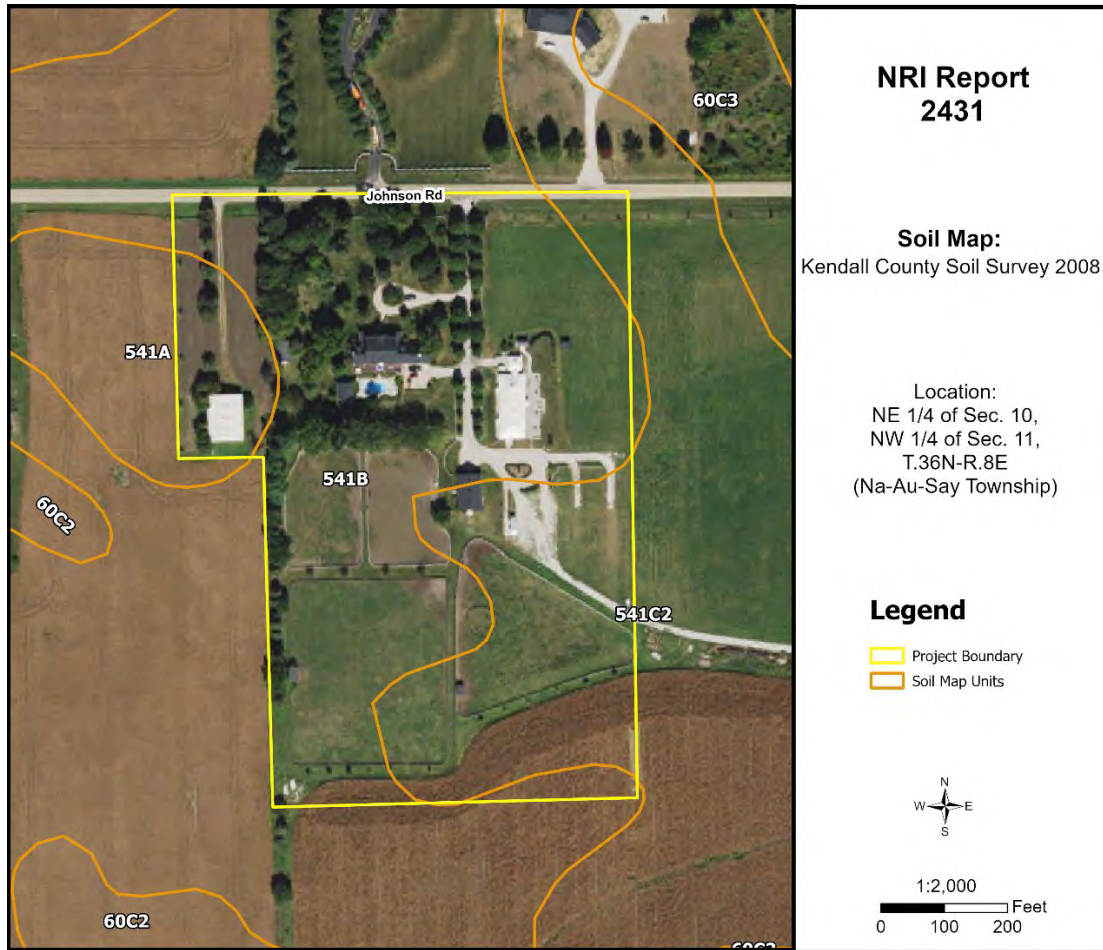 60C3
Johnson Rd
541A
541B
60C2
541C2
60C2
60C2
NRI Report
2431
Soil Map:
Kendall County Soil Survey 2008
Location:
NE 1/4 of Sec. 10,
NW 1/4 of Sec. 11,
T.36N-R.8E
(Na-Au-Say Township)
Legend
Project Boundary
Soil Map Units
N
W E
S
1:2,000
Feet
0 100 200